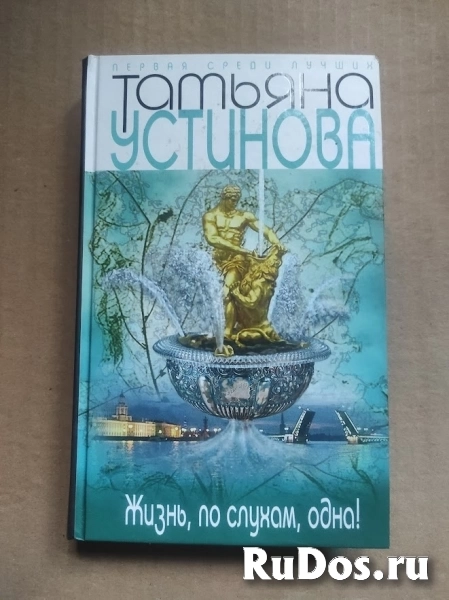 ПЕРВАЯ СРЕДИ ЛУЧШИХ
ТАТЬЯНА
УСТИНОВА
Жизнь, по слухам, одна!
RuDos.ru